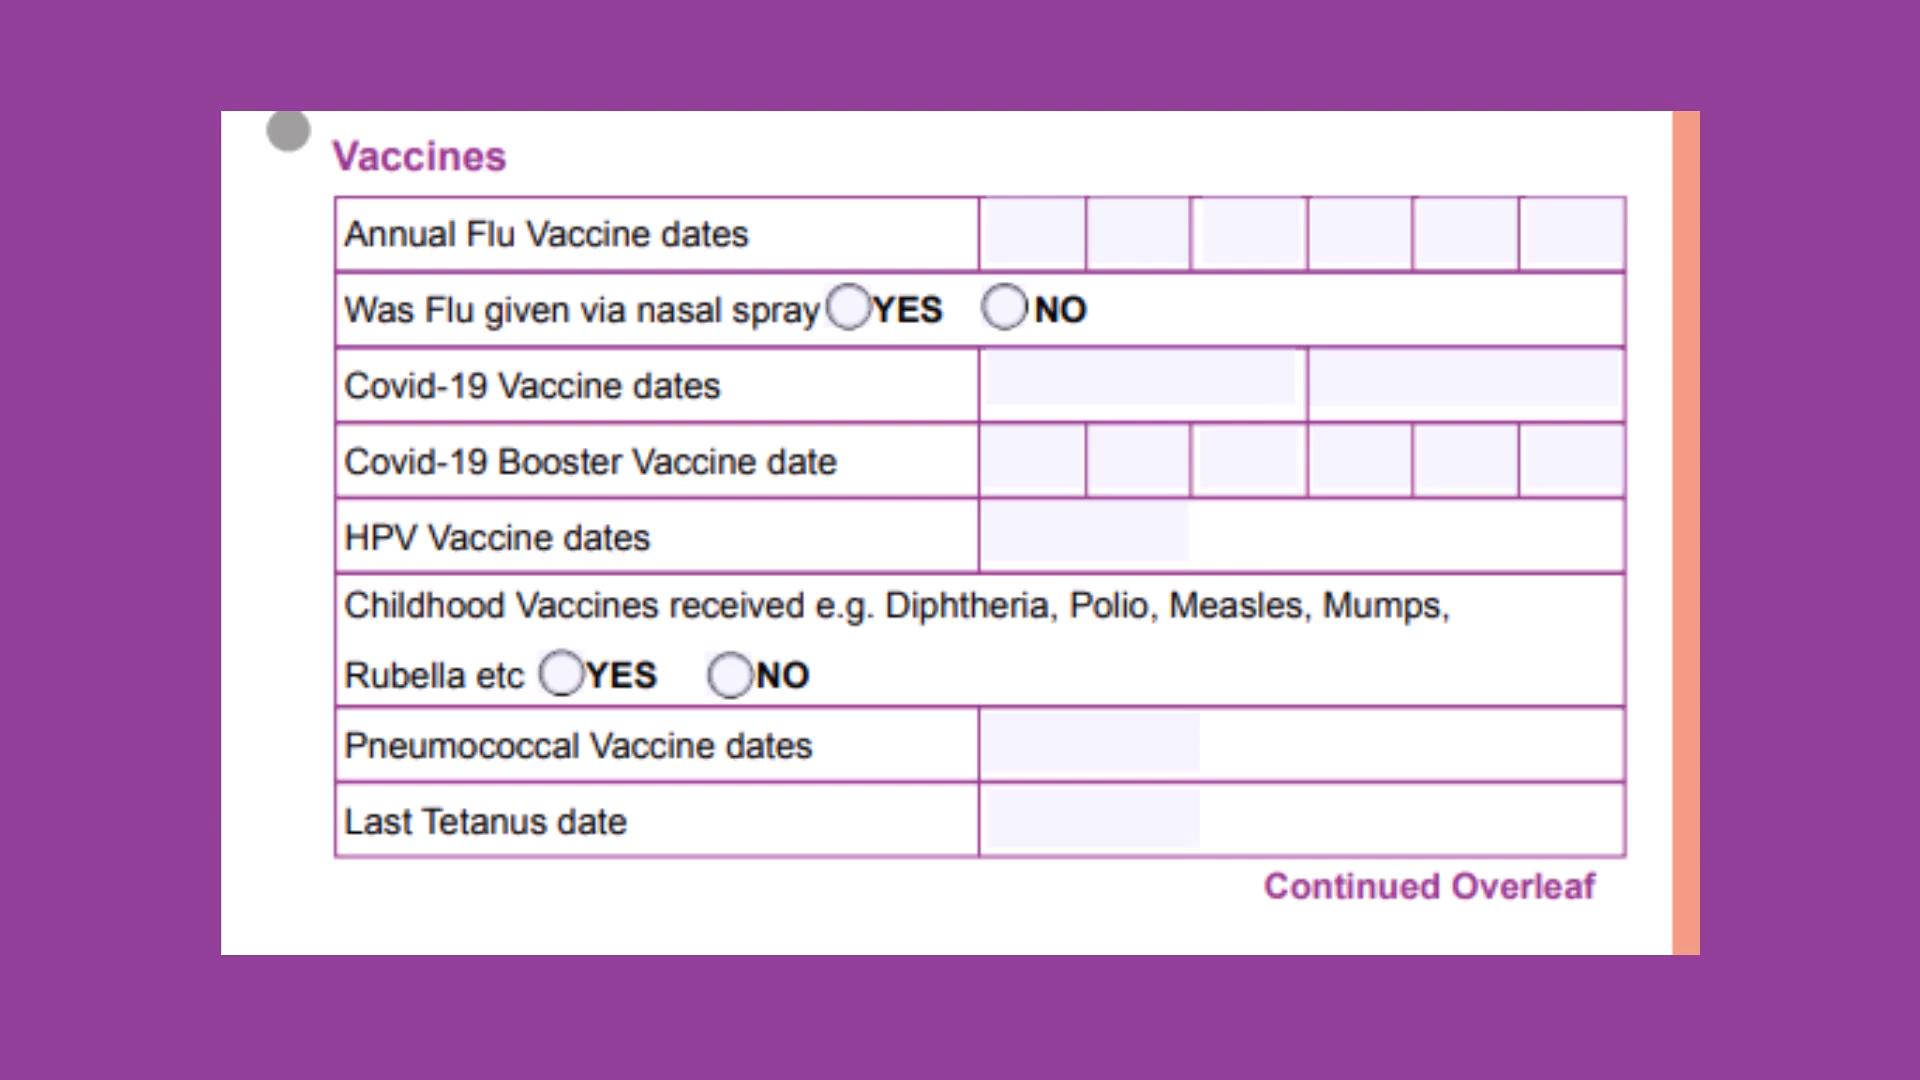 Vaccines
Annual Flu Vaccine dates
Was Flu given via nasal spray YES NO
Covid-19 Vaccine dates
Covid-19 Booster Vaccine date
HPV Vaccine dates
Childhood Vaccines received e.g. Diphtheria, Polio, Measles, Mumps,
Rubella etc YES NO
Pneumococcal Vaccine dates
Last Tetanus date
Continued Overleaf